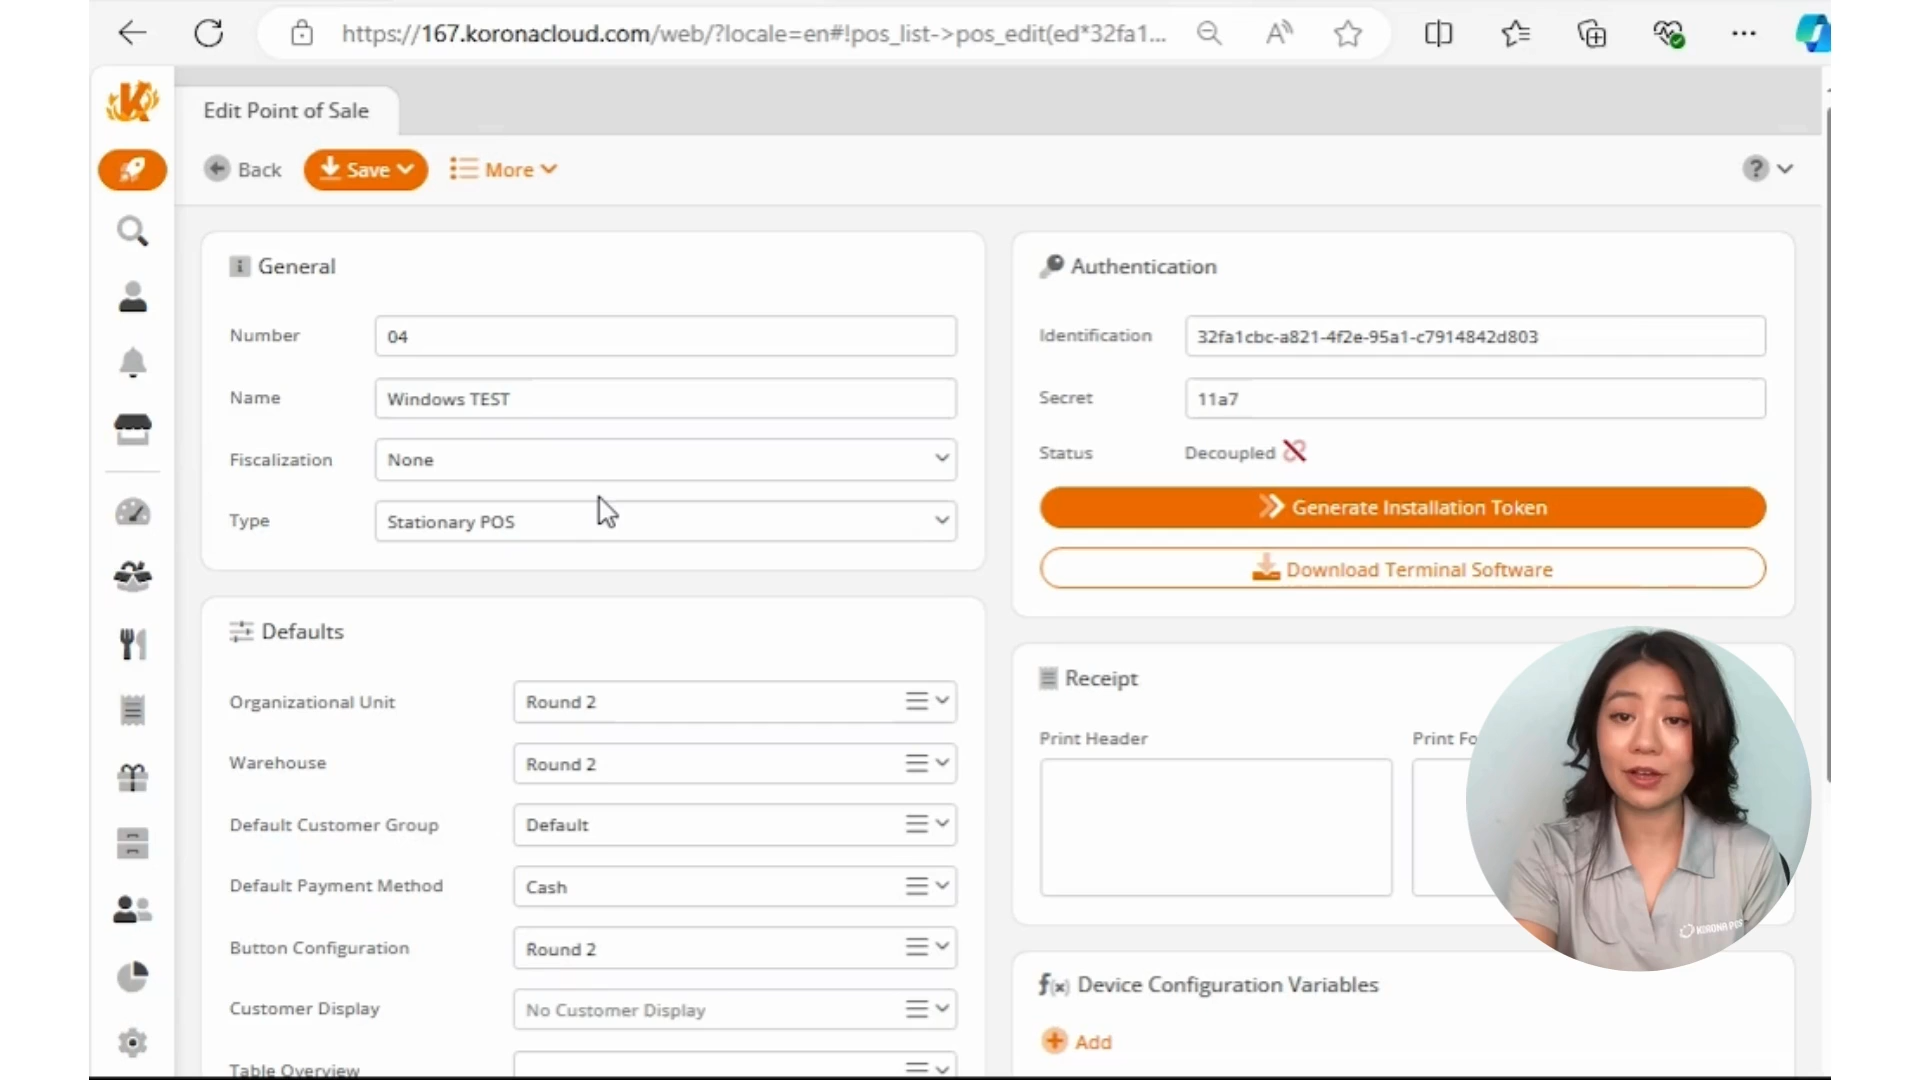 https://167.koronacloud.com/web/?locale=en#!pos_list->pos_edit(ed*32fa1...
Edit Point of Sale
Back
Save
More
General
Number
04
Name
Windows TEST
Fiscalization
None
Type
Stationary POS
Authentication
Identification
32fa1cbc-a821-4f2e-95a1-c7914842d803
Secret
11a7
Status
Decoupled
Generate Installation Token
Download Terminal Software
Defaults
Organizational Unit
Round 2
Warehouse
Round 2
Default Customer Group
Default
Default Payment Method
Cash
Button Configuration
Round 2
Customer Display
No Customer Display
Table Overview
Receipt
Print Header
Print Fo
KORONA POS
f(x) Device Configuration Variables
Add